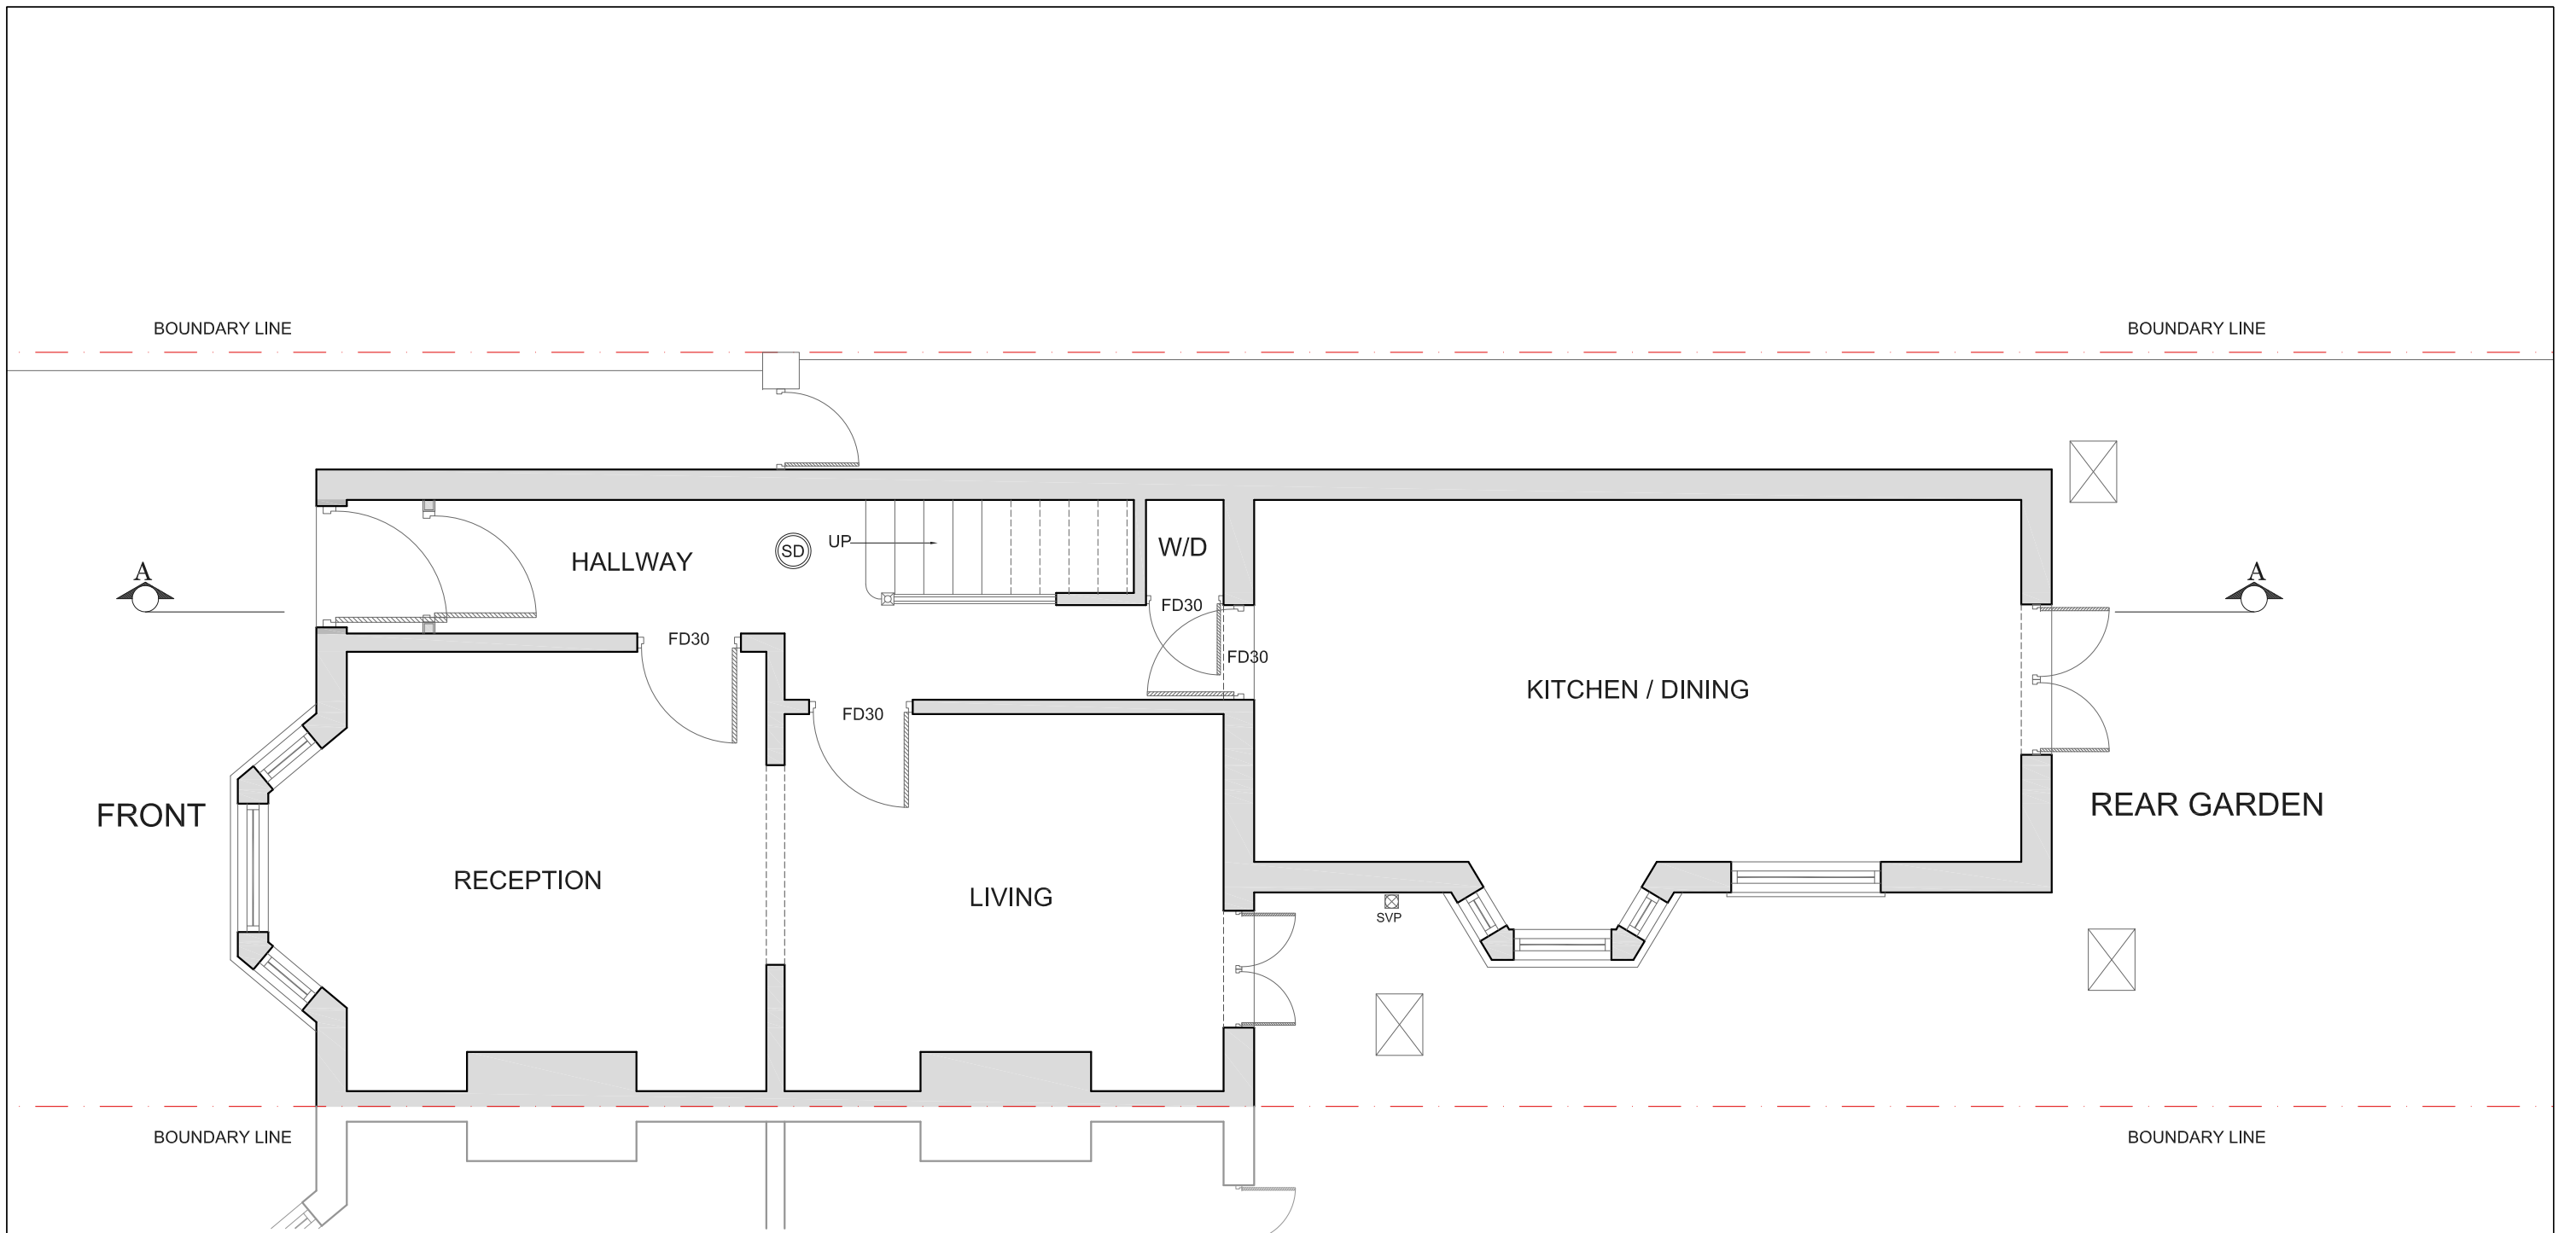 BOUNDARY LINE
BOUNDARY LINE
A
HALLWAY
SD
UP
W/D
A
FD30
FD30
FD30
FD30
KITCHEN / DINING
FRONT
REAR GARDEN
RECEPTION
LIVING
SVP
BOUNDARY LINE
BOUNDARY LINE